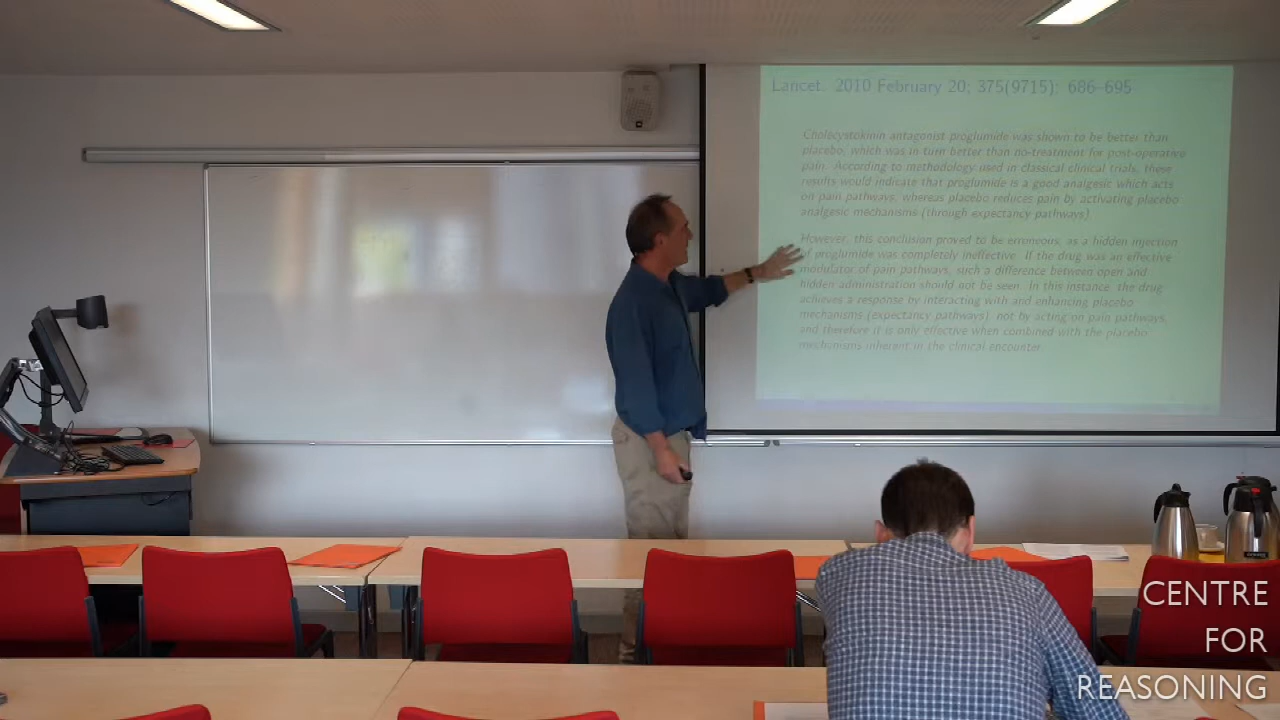 Lancet. 2010 February 20; 375(9715): 686–695
Cholecystokinin antagonist proglumide was shown to be better than
placebo, which was in turn better than no-treatment for post-operative
pain. According to methodology used in classical clinical trials, these
results would indicate that proglumide is a good analgesic which acts
on pain pathways, whereas placebo reduces pain by activating placebo
analgesic mechanisms (through expectancy pathways).
However, this conclusion proved to be erroneous, as a hidden injection
of proglumide was completely ineffective. If the drug was an effective
modulator of pain pathways, such a difference between open and
hidden administration should not be seen. In this instance, the drug
achieves a response by interacting with and enhancing placebo
mechanisms (expectancy pathways), not by acting on pain pathways,
and therefore it is only effective when combined with the placebo
mechanisms inherent in the clinical encounter.
CENTRE
FOR
REASONING